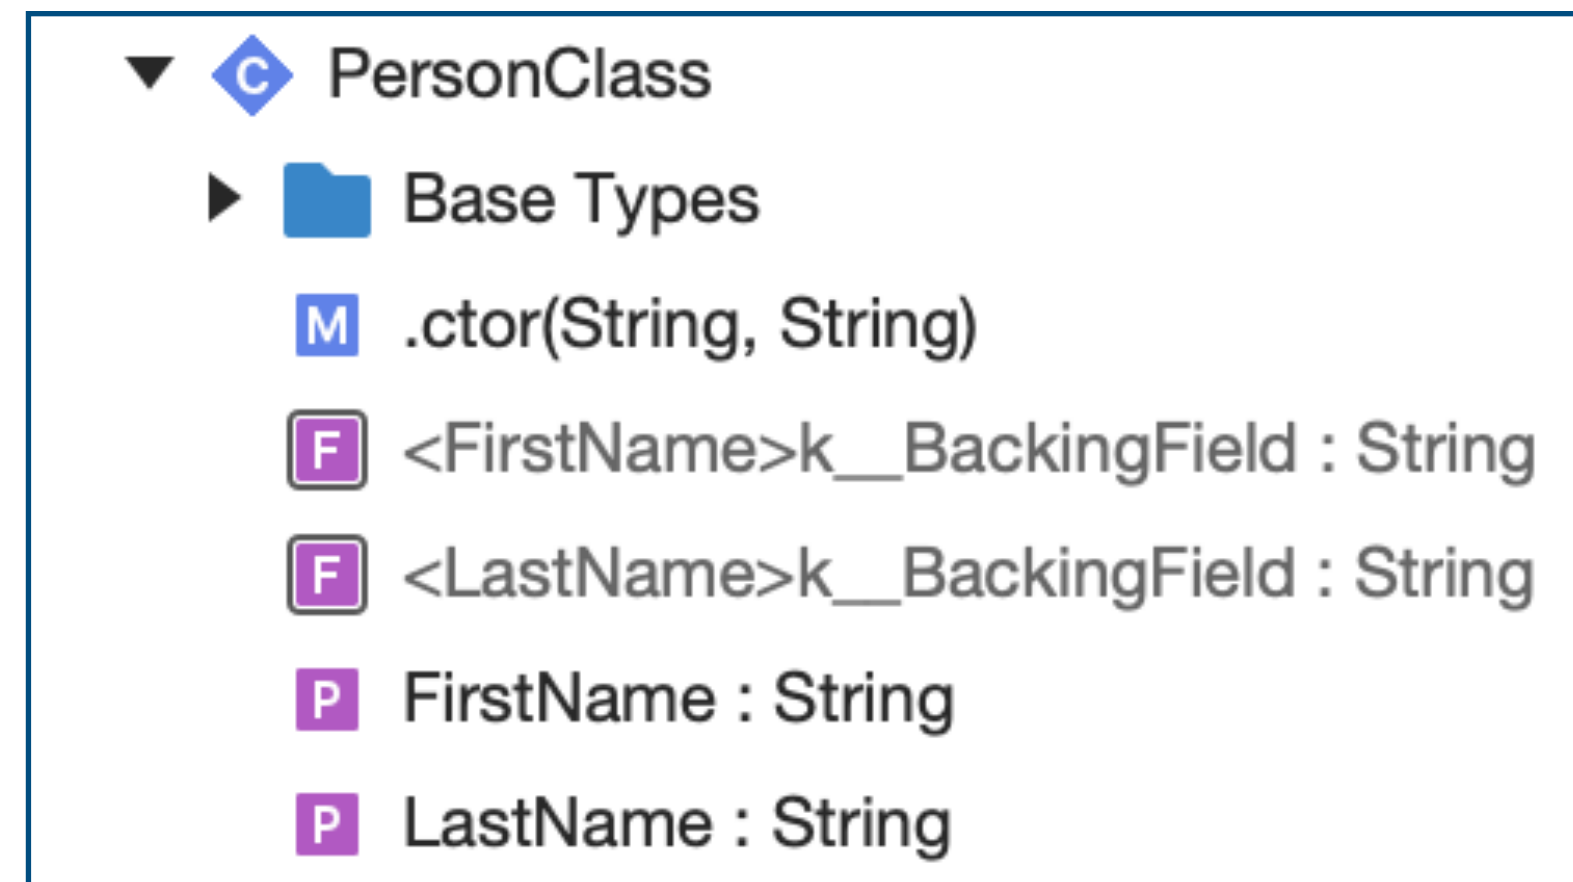 C PersonClass
Base Types
M .ctor(String, String)
F <FirstName>k__BackingField : String
F <LastName>k__BackingField : String
P FirstName : String
P LastName : String